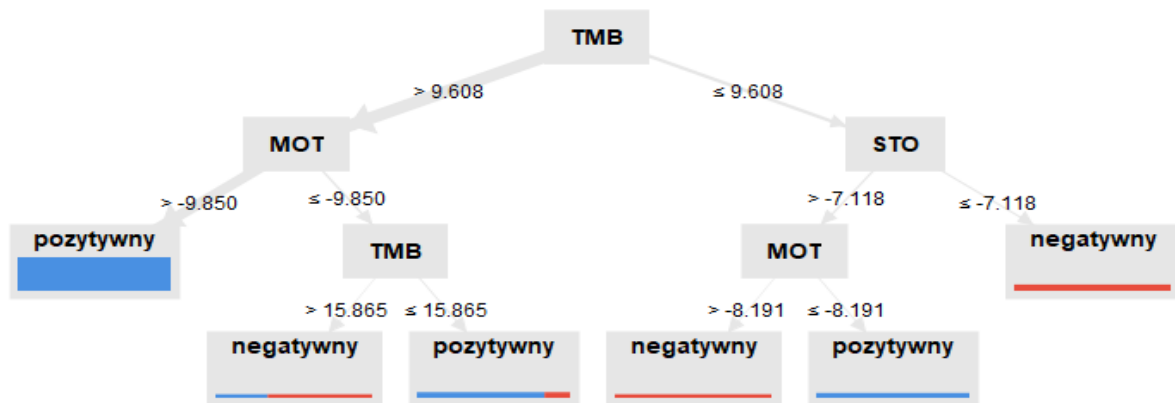 TMB
> 9.608
≤ 9.608
MOT
STO
> -9.850
≤ -9.850
> -7.118
≤ -7.118
pozytywny
TMB
MOT
negatywny
> 15.865
≤ 15.865
> -8.191
≤ -8.191
negatywny
pozytywny
negatywny
pozytywny